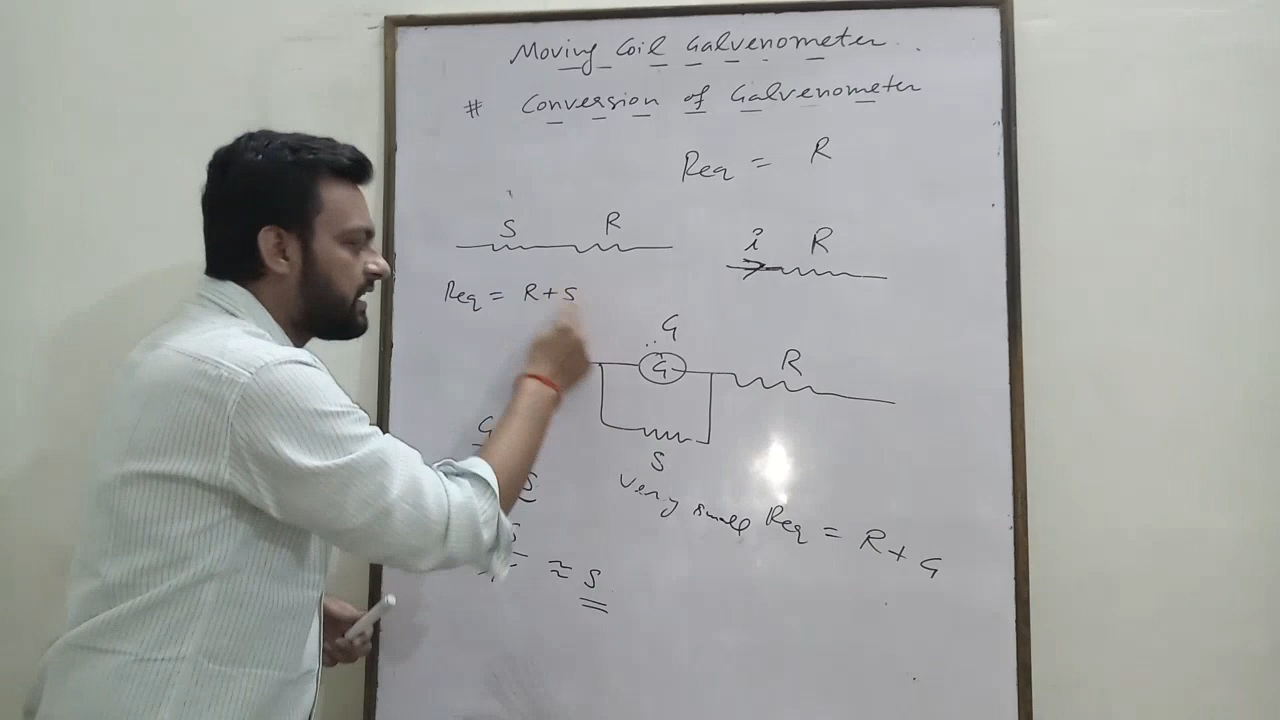 Moving Coil Galvenometer
# Conversion of Galvenometer
Req = R
S R
i R
Req = R+S
G
G R
S
G
S
very small Req = R+G
S
≈ S